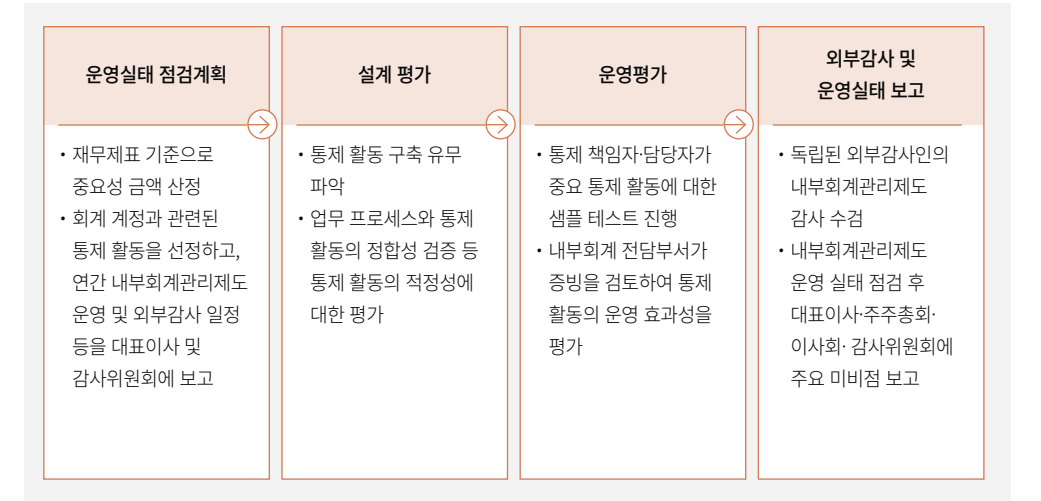 운영실태 점검계획
・재무제표 기준으로
중요성 금액 산정
・회계 계정과 관련된
통제 활동을 선정하고,
연간 내부회계관리제도
운영 및 외부감사 일정
등을 대표이사 및
감사위원회에 보고
설계 평가
・통제 활동 구축 유무
파악
・업무 프로세스와 통제
활동의 정합성 검증 등
통제 활동의 적정성에
대한 평가
운영평가
・통제 책임자·담당자가
중요 통제 활동에 대한
샘플 테스트 진행
・내부회계 전담부서가
증빙을 검토하여 통제
활동의 운영 효과성을
평가
외부감사 및
운영실태 보고
・독립된 외부감사인의
내부회계관리제도
감사 수검
・내부회계관리제도
운영 실태 점검 후
대표이사·주주총회·
이사회· 감사위원회에
주요 미비점 보고